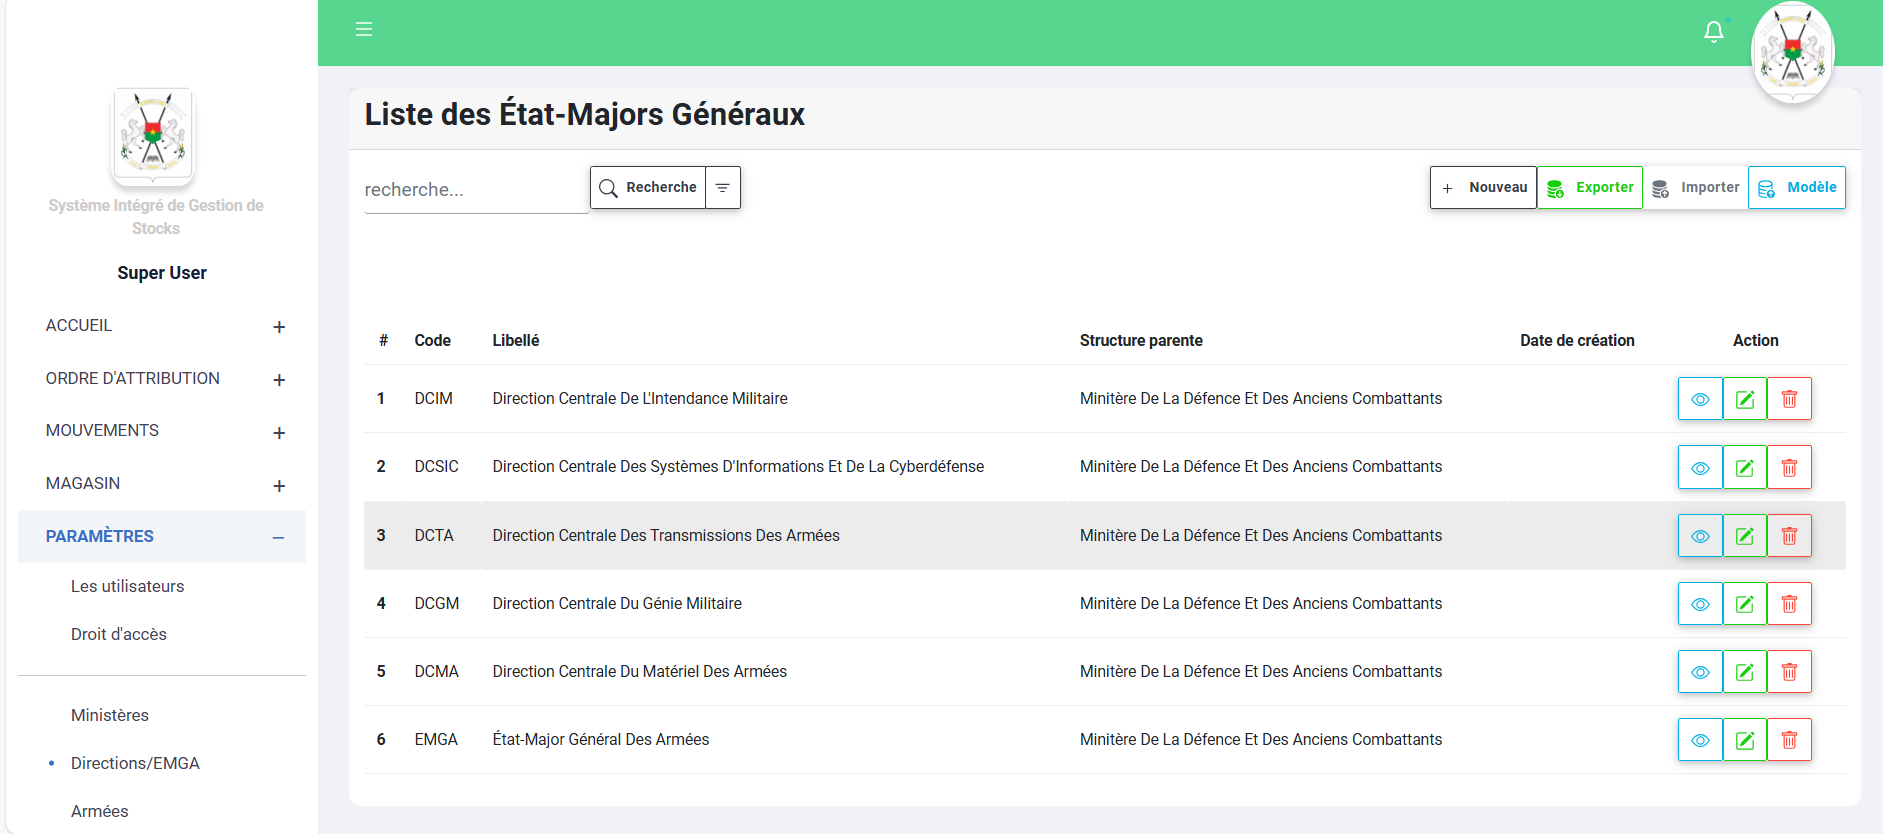 Système Intégré de Gestion de
Stocks
Super User
ACCUEIL
ORDRE D'ATTRIBUTION
MOUVEMENTS
MAGASIN
PARAMÈTRES
Les utilisateurs
Droit d'accès
Ministères
Directions/EMGA
Armées
Liste des État-Majors Généraux
recherche... Recherche
+ Nouveau Exporter Importer Modèle
# Code Libellé Structure parente Date de création Action
1 DCIM Direction Centrale De L'Intendance Militaire Minitère De La Défence Et Des Anciens Combattants
2 DCSIC Direction Centrale Des Systèmes D'Informations Et De La Cyberdéfense Minitère De La Défence Et Des Anciens Combattants
3 DCTA Direction Centrale Des Transmissions Des Armées Minitère De La Défence Et Des Anciens Combattants
4 DCGM Direction Centrale Du Génie Militaire Minitère De La Défence Et Des Anciens Combattants
5 DCMA Direction Centrale Du Matériel Des Armées Minitère De La Défence Et Des Anciens Combattants
6 EMGA État-Major Général Des Armées Minitère De La Défence Et Des Anciens Combattants